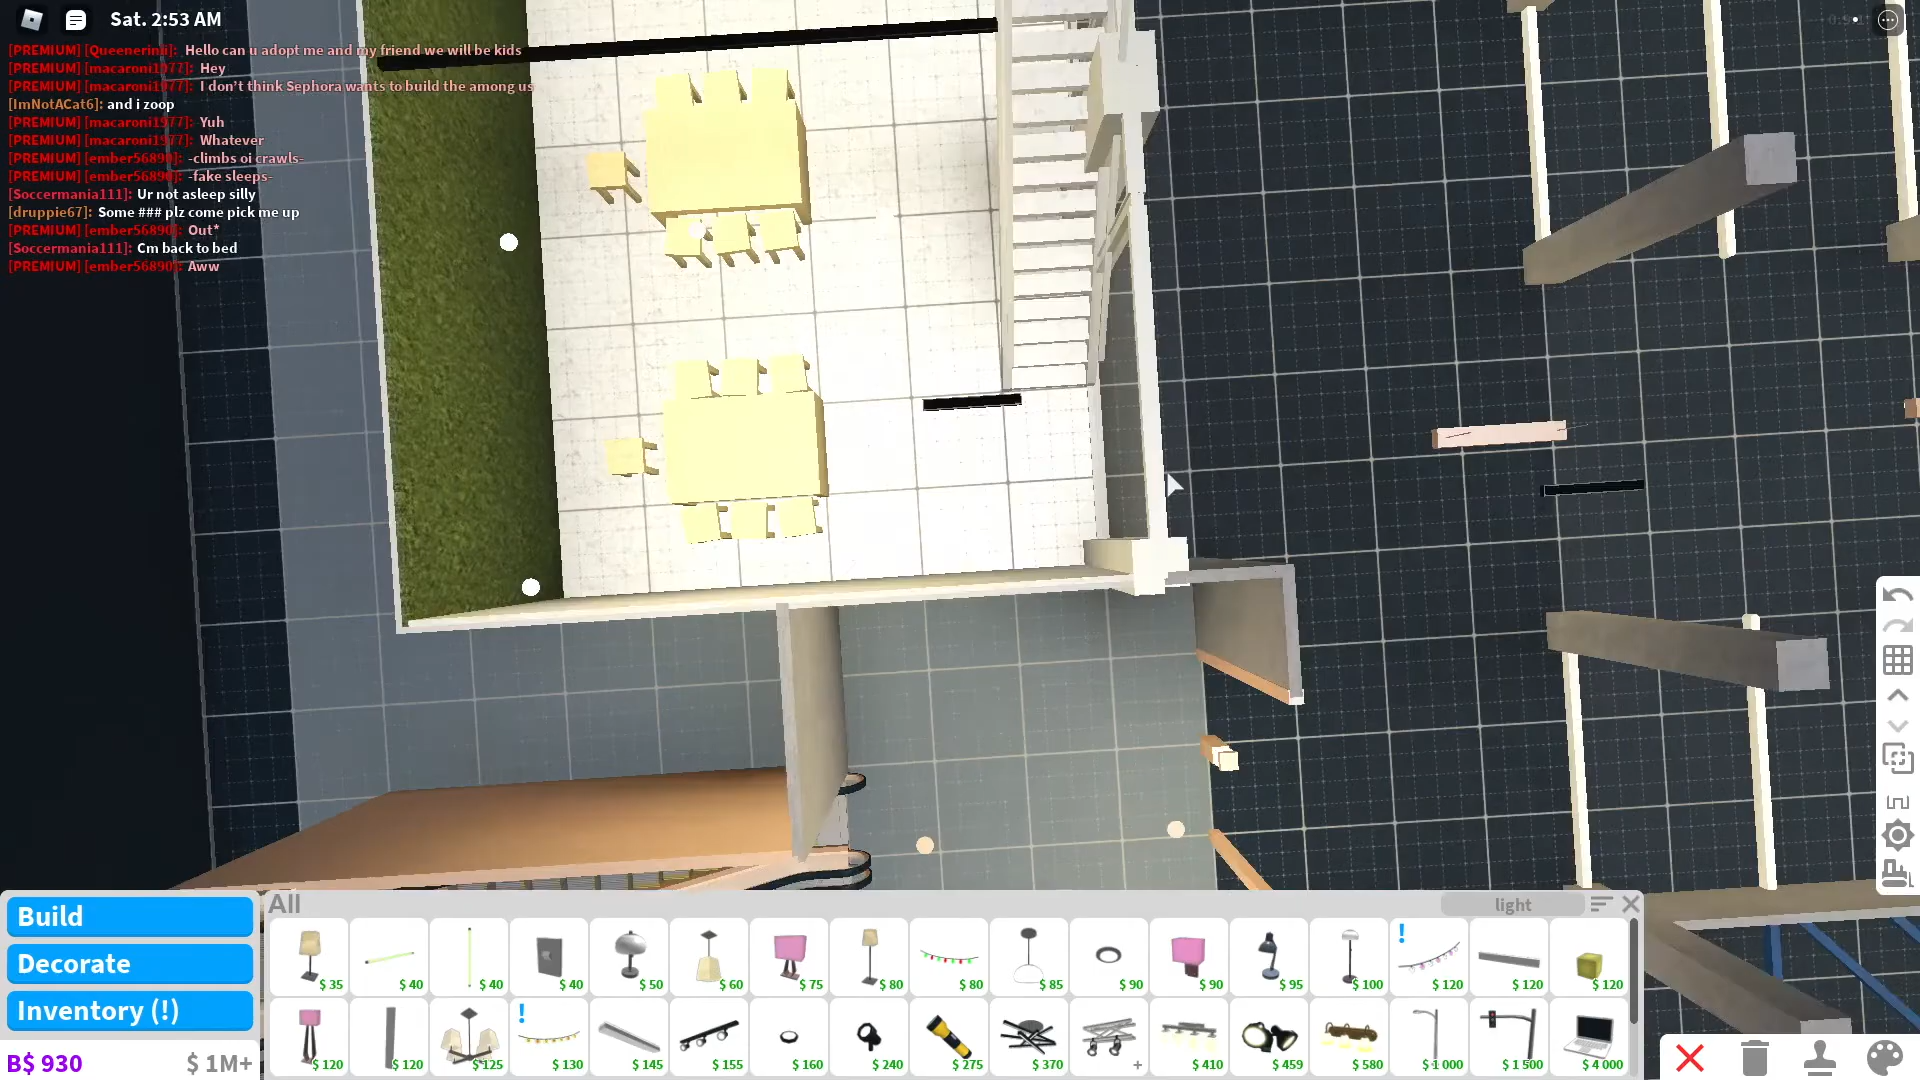 Sat. 2:53 AM
[PREMIUM] [Queenerinii]: Hello can u adopt me and my friend we will be kids
[PREMIUM] [macaroni1977]: Hey
[PREMIUM] [macaroni1977]: I don't think Sephora wants to build the among us
[ImNotACat6]: and i zoop
[PREMIUM] [macaroni1977]: Yuh
[PREMIUM] [macaroni1977]: Whatever
[PREMIUM] [ember56890]: -climbs oi crawls-
[PREMIUM] [ember56890]: -fake sleeps-
[Soccermania111]: Ur not asleep silly
[druppie67]: Some ### plz come pick me up
[PREMIUM] [ember56890]: Out*
[Soccermania111]: Cm back to bed
[PREMIUM] [ember56890]: Aww
Build
Decorate
Inventory (!)
B$ 930 $ 1M+
All light
$ 35 $ 40 $ 40 $ 40 $ 50 $ 60 $ 75 $ 80 $ 80 $ 85 $ 90 $ 90 $ 95 $ 100 ! $ 120 $ 120 $ 120
$ 120 $ 120 $ 125 ! $ 130 $ 145 $ 155 $ 160 $ 240 $ 275 $ 370 + $ 410 $ 459 $ 580 $ 1 000 $ 1 500 $ 4 000